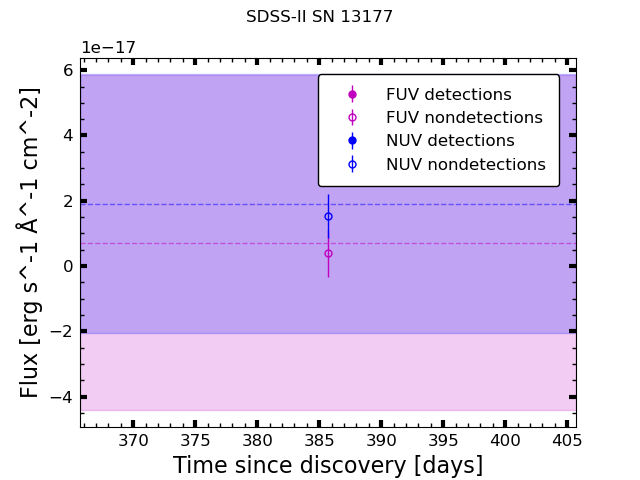 SDSS-II SN 13177
1e−17
6
4
2
0
−2
−4
Flux [erg s^-1 Å^-1 cm^-2]
FUV detections
FUV nondetections
NUV detections
NUV nondetections
370 375 380 385 390 395 400 405
Time since discovery [days]